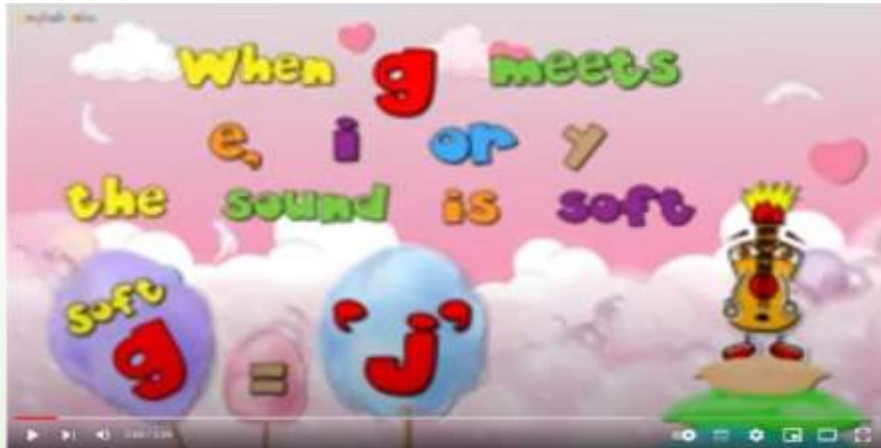 When g meets
e, i or y
the sound is soft
soft
g = 'J'